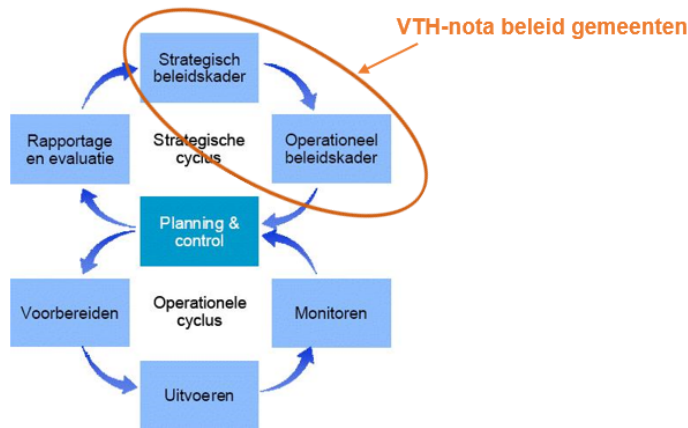 VTH-nota beleid gemeenten
Strategisch
beleidskader
Rapportage
en evaluatie
Strategische
cyclus
Operationeel
beleidskader
Planning &
control
Voorbereiden
Operationele
cyclus
Monitoren
Uitvoeren